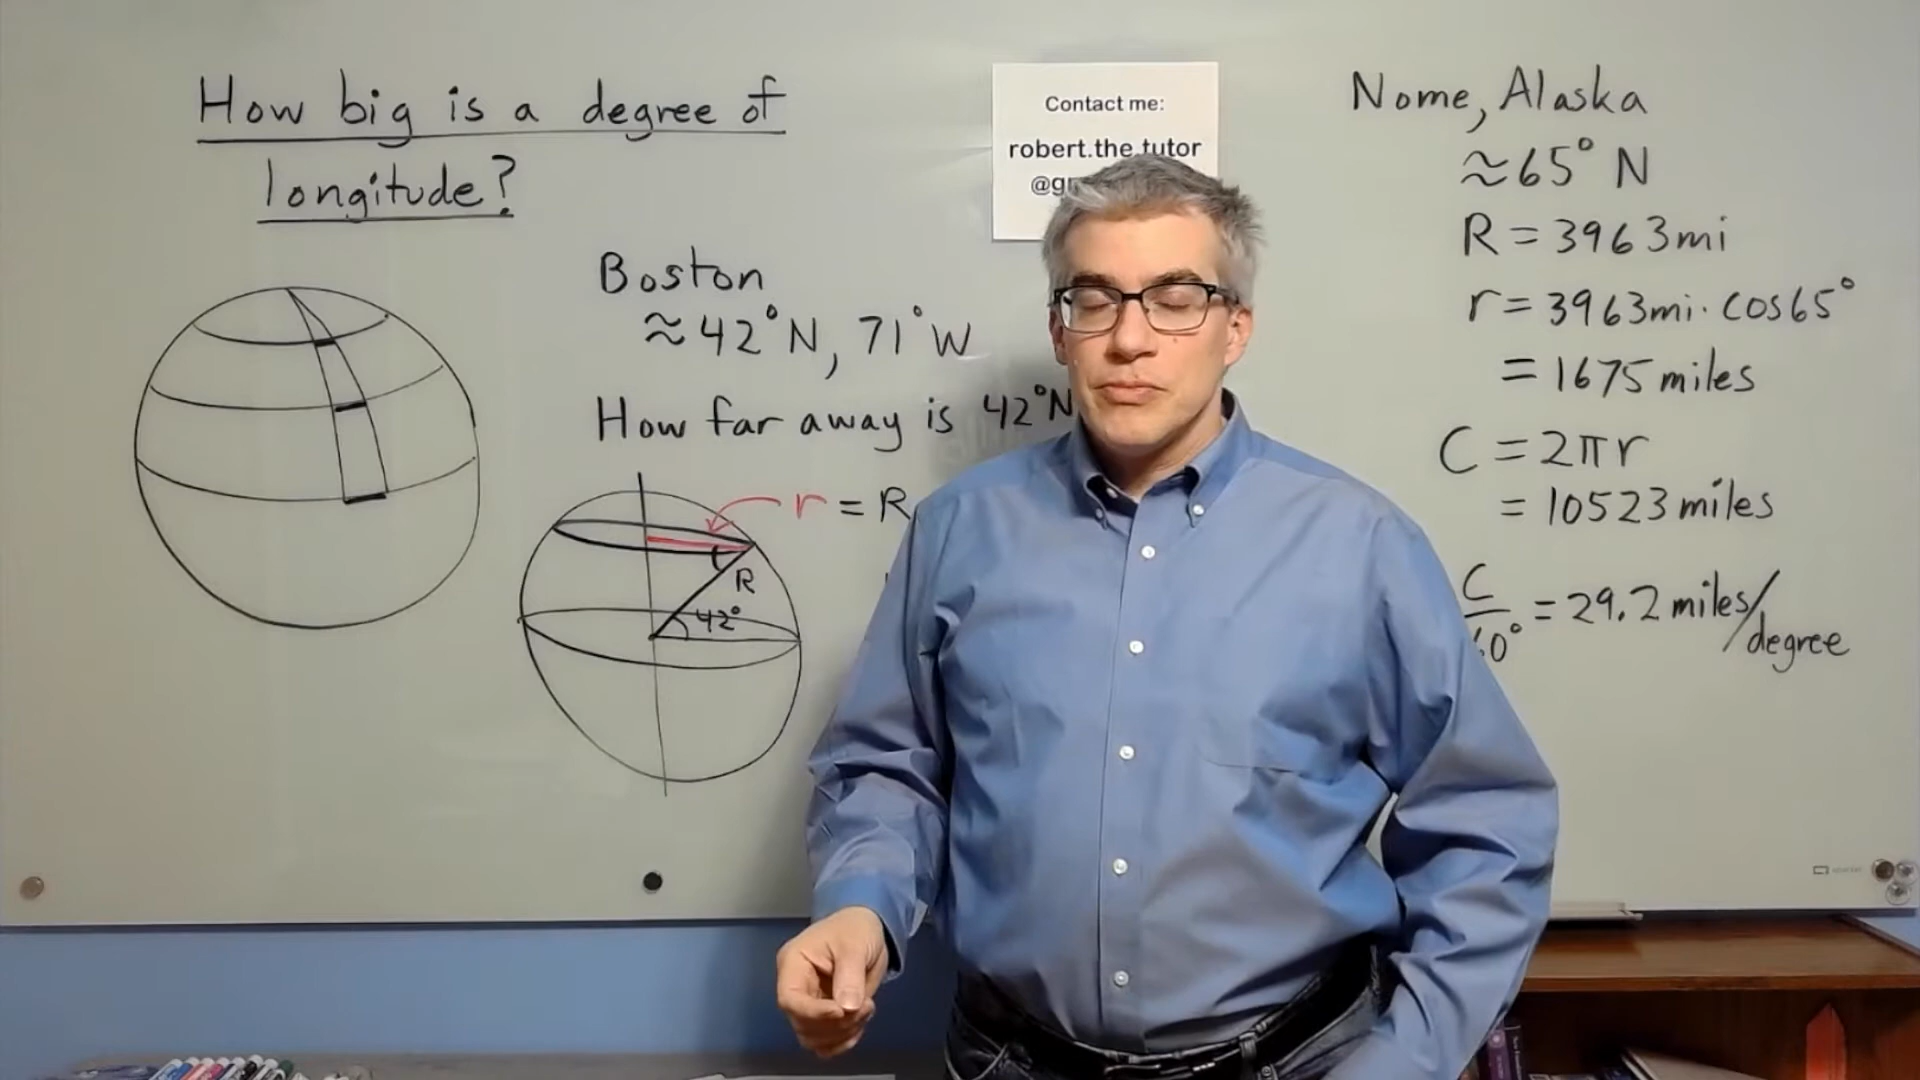 How big is a degree of
longitude?
Boston
≈42°N, 71°W
How far away is 42°N
r = R
R
42°
Contact me:
robert.the.tutor
Nome, Alaska
≈65° N
R = 3963mi
r = 3963mi · cos65°
= 1675 miles
C = 2πr
= 10523 miles
C
0° = 29.2 miles/
degree